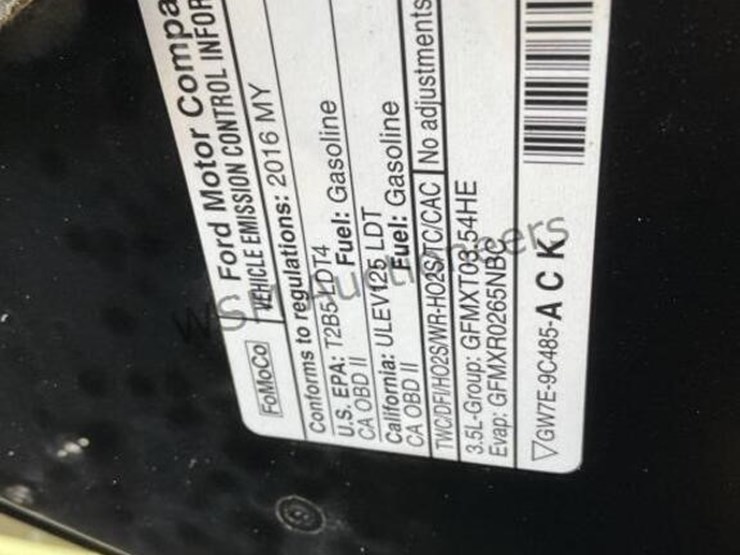 FoMoCo
Ford Motor Compa
VEHICLE EMISSION CONTROL INFOR
Conforms to regulations: 2016 MY
U.S. EPA: T2B5 LDT4 Fuel: Gasoline
CA OBD II
California: ULEV125 LDT Fuel: Gasoline
CA OBD II
TWC/DFI/HO2S/WR-HO2S/TC/CAC No adjustments
3.5L-Group: GFMXT03.54HE
Evap: GFMXR0265NBC
▽GW7E-9C485-A C K